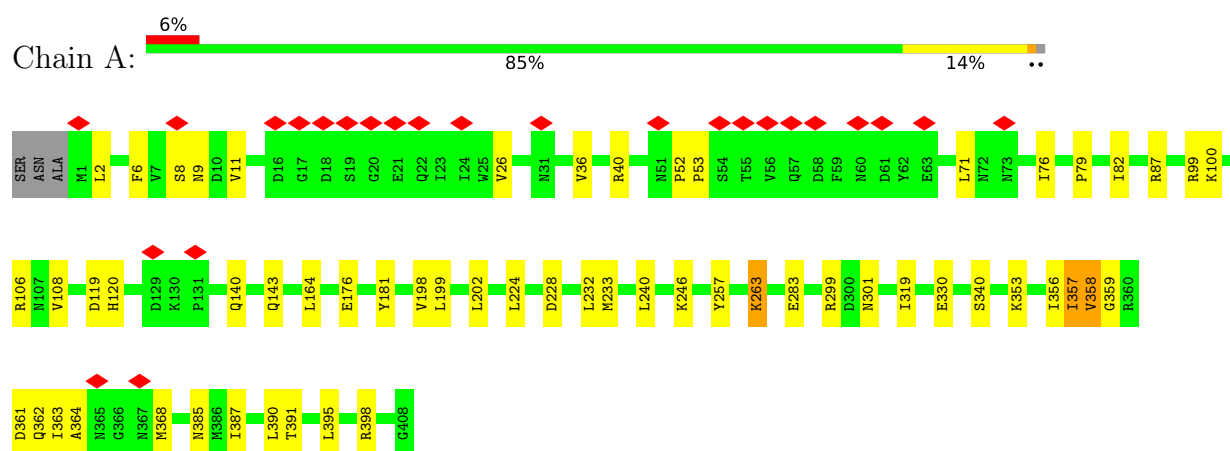 6%
Chain A:
85% 14% ••
SER ASN ALA M1 L2 F6 V7 S8 N9 D10 V11 D16 G17 D18 S19 G20 E21 Q22 I23 I24 W25 V26 N31 V36 R40 N51 P52 P53 S54 T55 V56 Q57 D58 F59 N60 D61 Y62 E63 L71 N72 N73 I76 P79 I82 R87 R99 K100
R106 N107 V108 D119 H120 D129 K130 P131 Q140 Q143 L164 E176 Y181 V198 L199 L202 L224 D228 L232 M233 L240 K246 Y257 K263 E283 R299 D300 N301 I319 E330 S340 K353 I356 I357 V358 G359 R360
D361 Q362 I363 A364 N365 G366 N367 M368 N385 M386 I387 L390 T391 L395 R398 G408